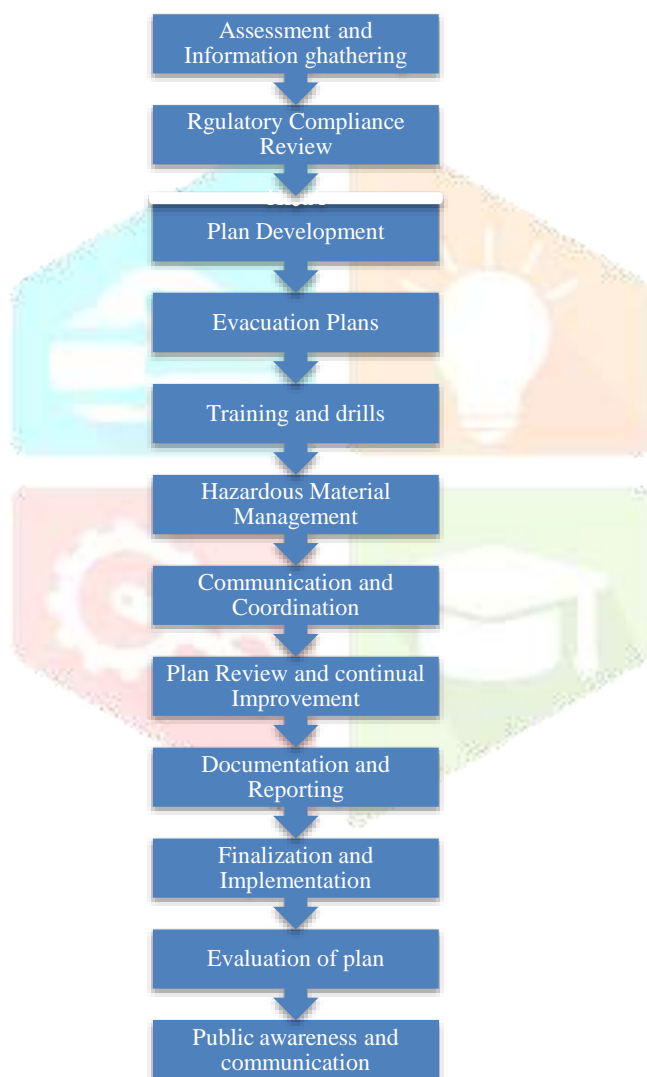 Assessment and
Information ghathering
Rgulatory Compliance
Review
Plan Development
Evacuation Plans
Training and drills
Hazardous Material
Management
Communication and
Coordination
Plan Review and continual
Improvement
Documentation and
Reporting
Finalization and
Implementation
Evaluation of plan
Public awareness and
communication